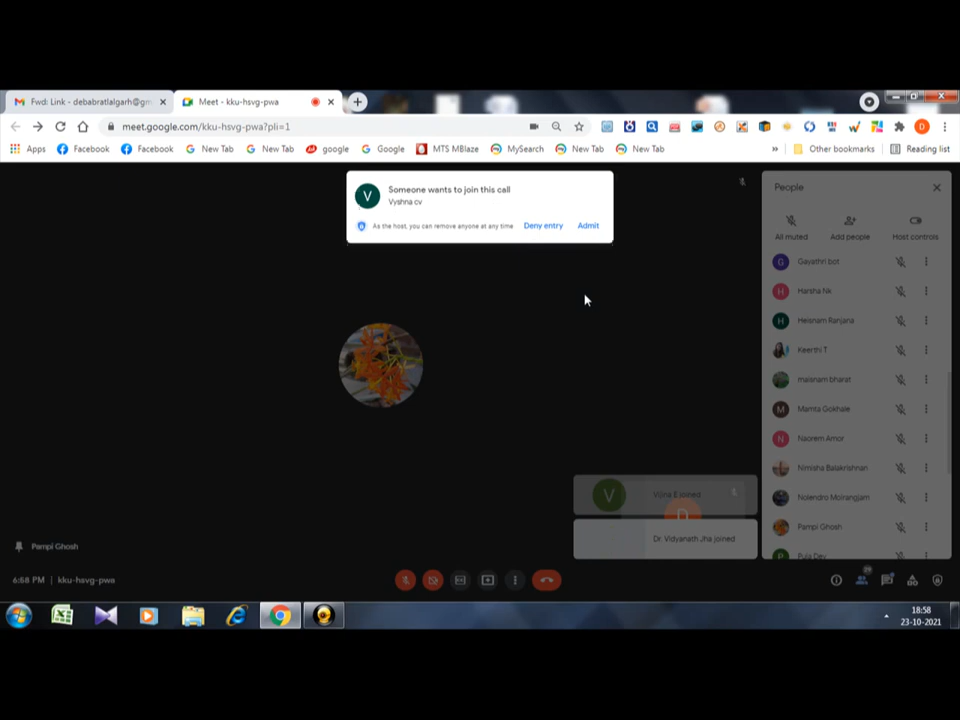 Fwd: Link - debabratlalgarh@gm
Meet - kku-hsvg-pwa
meet.google.com/kku-hsvg-pwa?pli=1
Apps
Facebook
Facebook
New Tab
New Tab
google
Google
MTS MBlaze
MySearch
New Tab
New Tab
»
Other bookmarks
Reading list
V
Someone wants to join this call
Vyshna cv
As the host, you can remove anyone at any time
Deny entry
Admit
People
All muted
Add people
Host controls
G Gayathri bot
H Harsha Nk
H Heisnam Ranjana
Keerthi T
maisnam bharat
M Mamta Gokhale
N Naorem Amor
Nimisha Balakrishnan
Nolendro Moirangjam
Pampi Ghosh
Pula Dev
V
joined
D
Dr. Vidyanath Jha joined
Pampi Ghosh
6:58 PM | kku-hsvg-pwa
18:58
23-10-2021